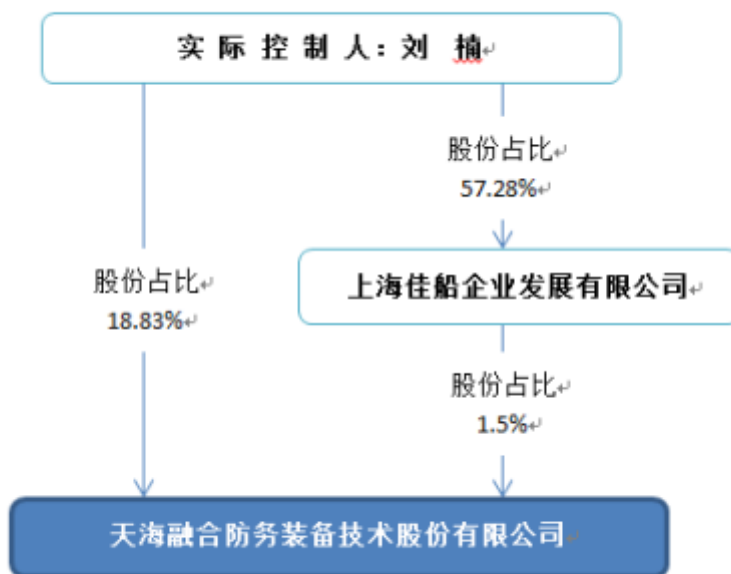 实 际 控 制 人：刘 楠
股份占比
57.28%
上海佳船企业发展有限公司
股份占比
18.83%
股份占比
1.5%
天海融合防务装备技术股份有限公司